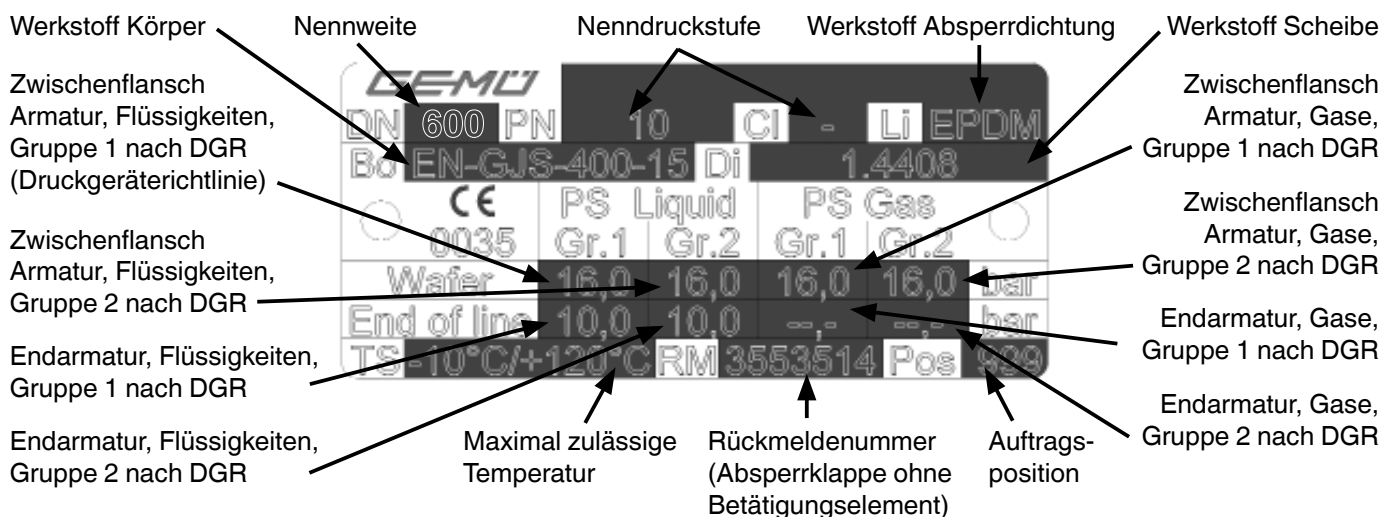 Werkstoff Körper Nennweite Nenndruckstufe Werkstoff Absperrdichtung Werkstoff Scheibe
Zwischenflansch
Armatur, Flüssigkeiten,
Gruppe 1 nach DGR
(Druckgeräterichtlinie)
Zwischenflansch
Armatur, Flüssigkeiten,
Gruppe 2 nach DGR
Endarmatur, Flüssigkeiten,
Gruppe 1 nach DGR
Endarmatur, Flüssigkeiten,
Gruppe 2 nach DGR
GEMÜ
DN 600 PN 10 Cl - Li EPDM
Bo EN-GJS-400-15 Di 1.4408
CE PS Liquid PS Gas
0035 Gr.1 Gr.2 Gr.1 Gr.2
Wafer 16,0 16,0 16,0 16,0 bar
End of line 10,0 10,0 --,- --,- bar
TS -10°C/+120°C RM 3553514 Pos 999
Zwischenflansch
Armatur, Gase,
Gruppe 1 nach DGR
Zwischenflansch
Armatur, Gase,
Gruppe 2 nach DGR
Endarmatur, Gase,
Gruppe 1 nach DGR
Endarmatur, Gase,
Gruppe 2 nach DGR
Maximal zulässige
Temperatur
Rückmeldenummer
(Absperrklappe ohne
Betätigungselement)
Auftrags-
position